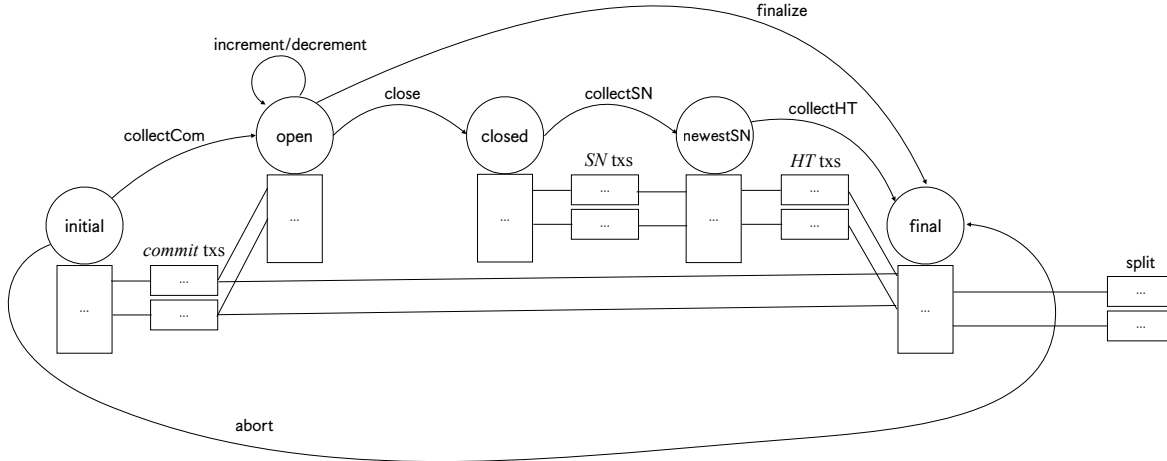 finalize
increment/decrement
close
collectSN
collectHT
collectCom
open
closed
newestSN
SN txs
HT txs
...
...
...
...
...
...
...
...
initial
final
commit txs
split
...
...
...
...
...
...
abort